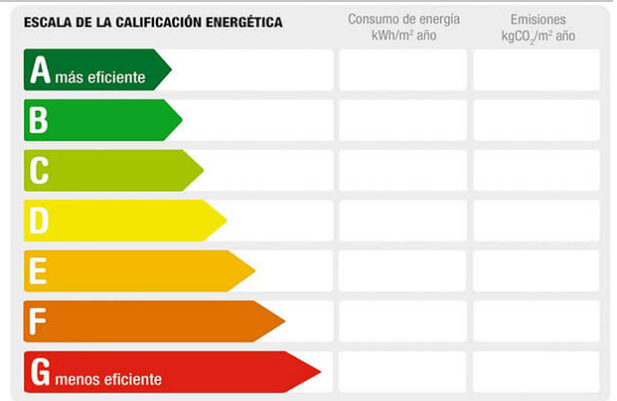 ESCALA DE LA CALIFICACIÓN ENERGÉTICA
Consumo de energía
kWh/m² año
Emisiones
kgCO₂/m² año
A más eficiente
B
C
D
E
F
G menos eficiente